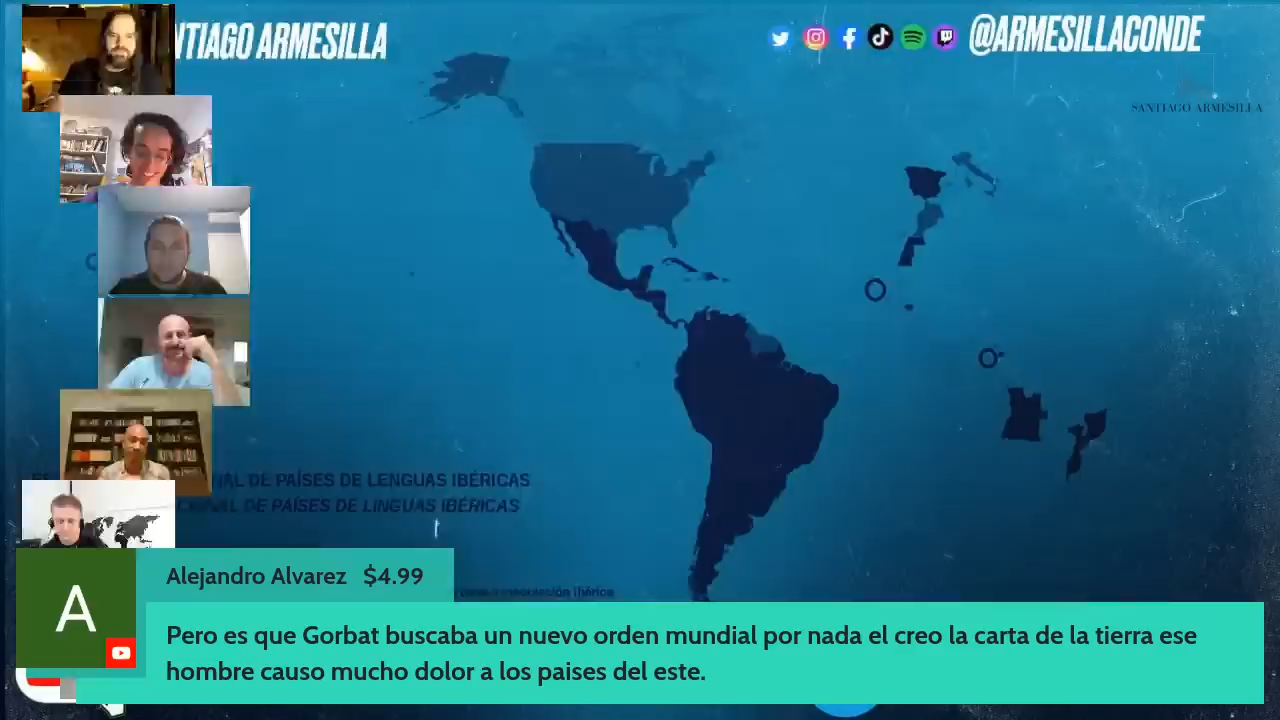 NTIAGO ARMESILLA
@ARMESILLACONDE
SANTIAGO ARMESILLA
NAL DE PAÍSES DE LENGUAS IBÉRICAS
NAL DE PAÍSES DE LINGUAS IBÉRICAS
A
Alejandro Alvarez $4.99
Pero es que Gorbat buscaba un nuevo orden mundial por nada el creo la carta de la tierra ese
hombre causo mucho dolor a los paises del este.